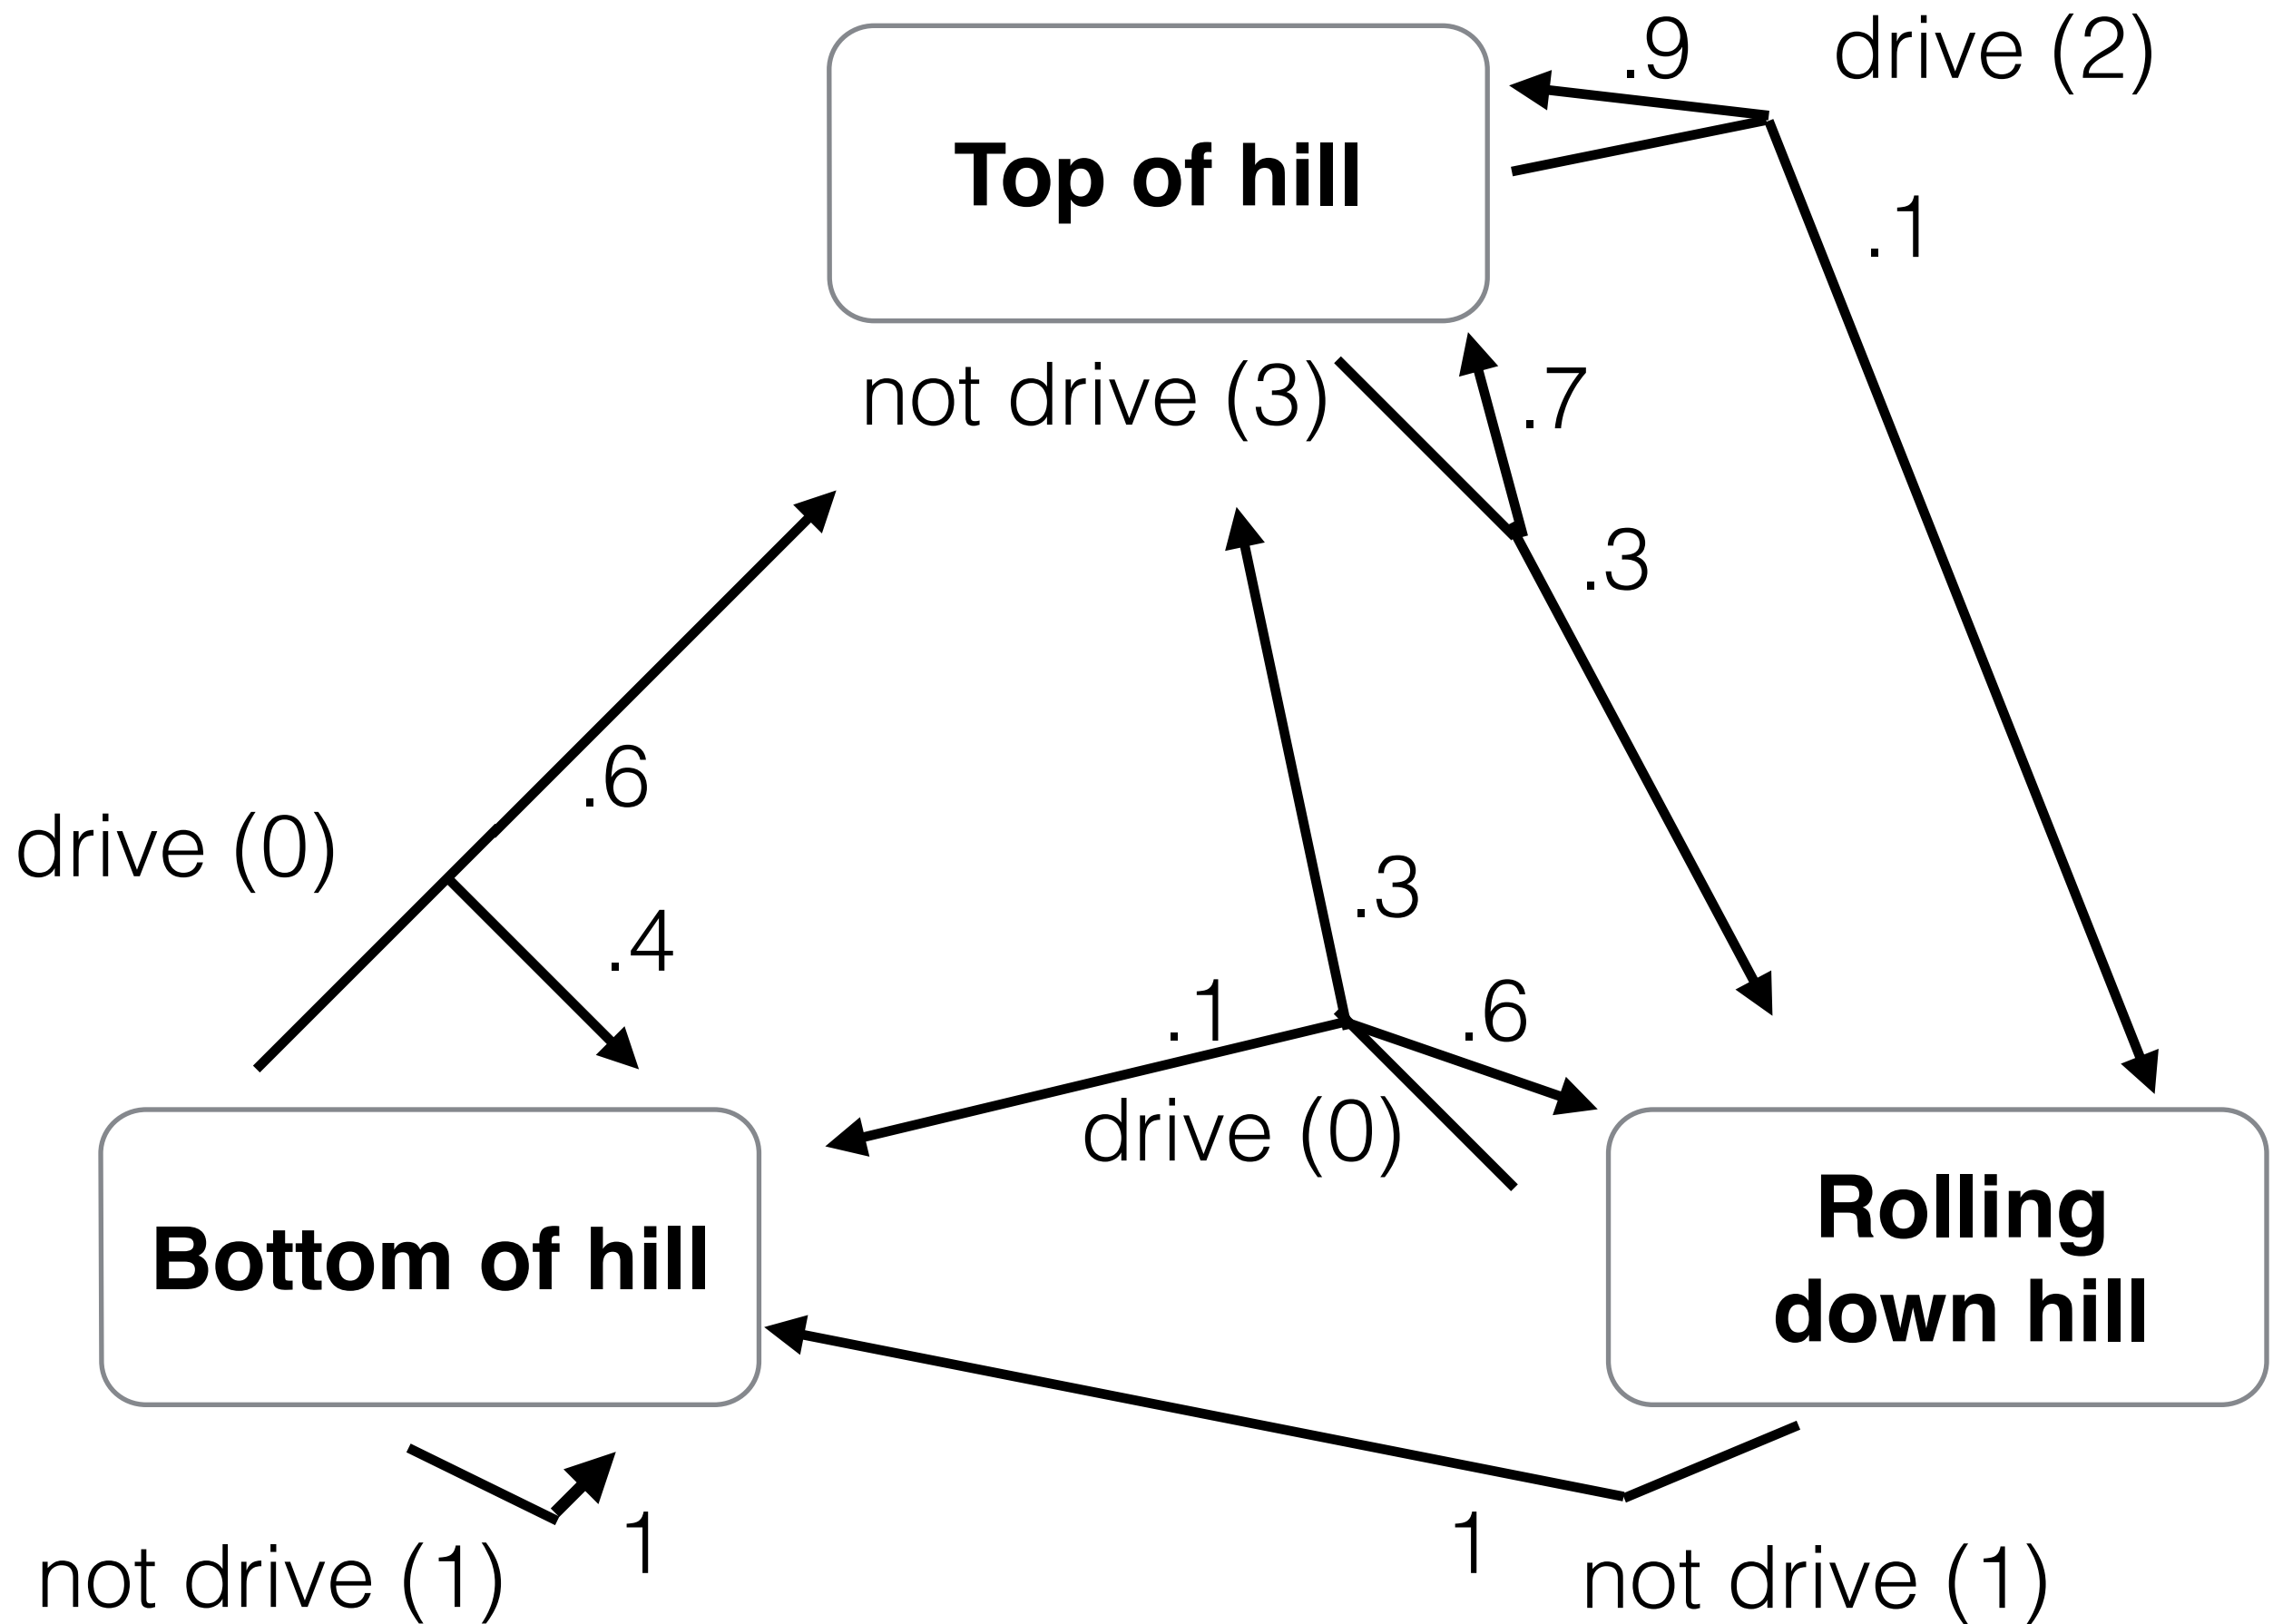 .9
drive (2)
Top of hill
.1
not drive (3)
.7
.3
.6
drive (0)
.3
.4
.1
.6
drive (0)
Bottom of hill
Rolling
down hill
1
1
not drive (1)
not drive (1)